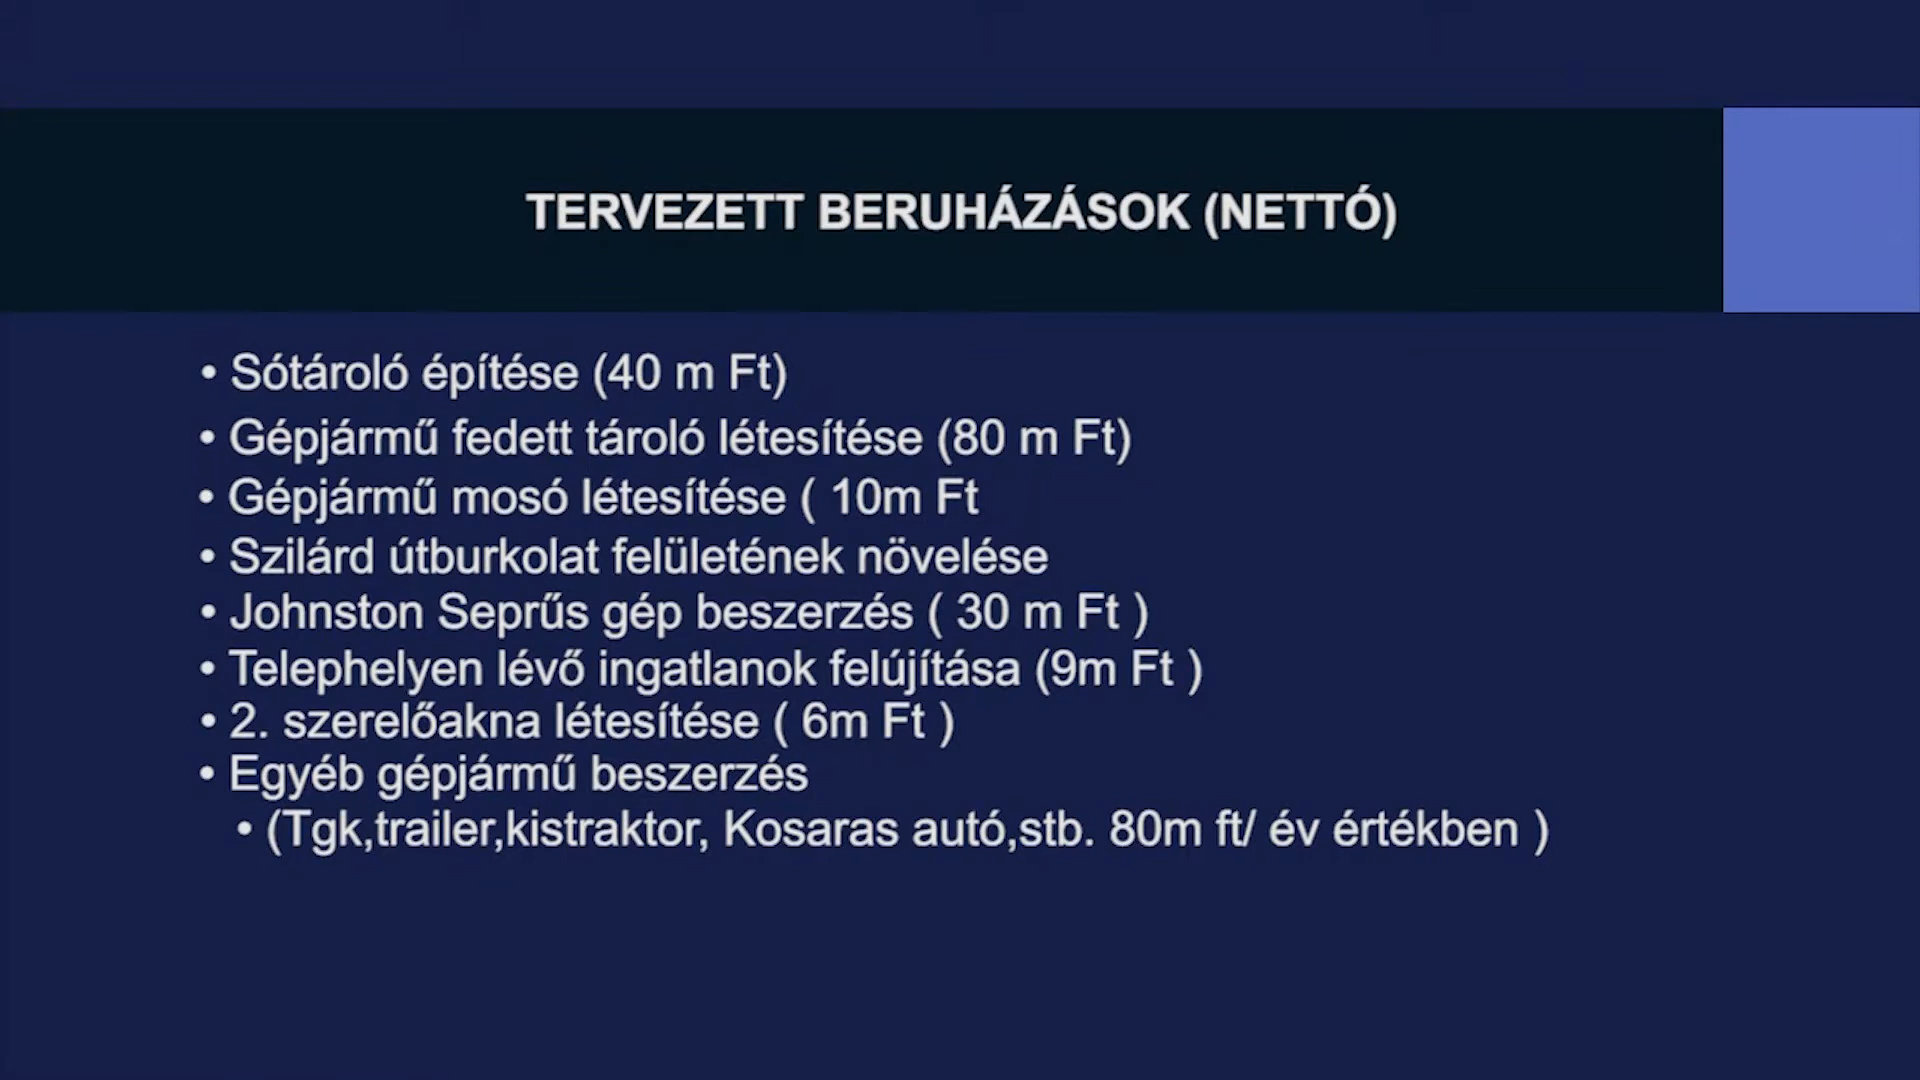 TERVEZETT BERUHÁZÁSOK (NETTÓ)
• Sótároló építése (40 m Ft)
• Gépjármű fedett tároló létesítése (80 m Ft)
• Gépjármű mosó létesítése ( 10m Ft
• Szilárd útburkolat felületének növelése
• Johnston Seprűs gép beszerzés ( 30 m Ft )
• Telephelyen lévő ingatlanok felújítása (9m Ft )
• 2. szerelőakna létesítése ( 6m Ft )
• Egyéb gépjármű beszerzés
• (Tgk,trailer,kistraktor, Kosaras autó,stb. 80m ft/ év értékben )